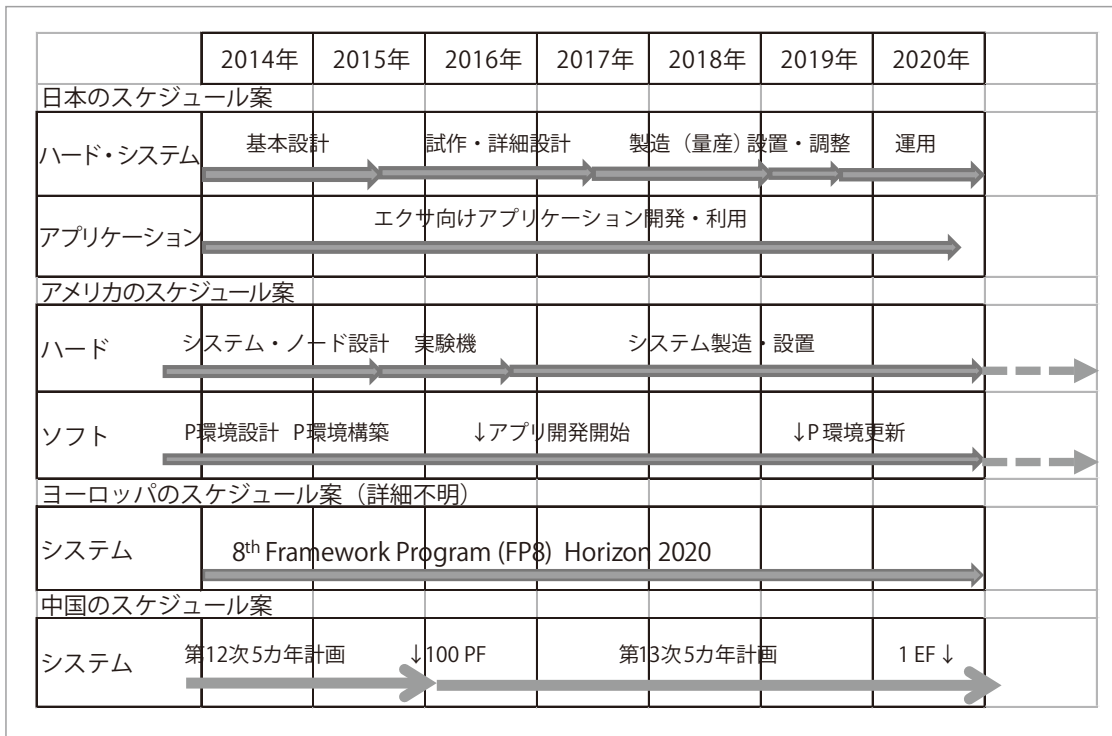 2014年 2015年 2016年 2017年 2018年 2019年 2020年
日本のスケジュール案
ハード・システム 基本設計 試作・詳細設計 製造（量産）設置・調整 運用
アプリケーション エクサ向けアプリケーション開発・利用
アメリカのスケジュール案
ハード システム・ノード設計 実験機 システム製造・設置
ソフト P環境設計 P環境構築 ↓アプリ開発開始 ↓P環境更新
ヨーロッパのスケジュール案（詳細不明）
システム 8th Framework Program (FP8) Horizon 2020
中国のスケジュール案
システム 第12次5カ年計画 ↓100 PF 第13次5カ年計画 1 EF ↓